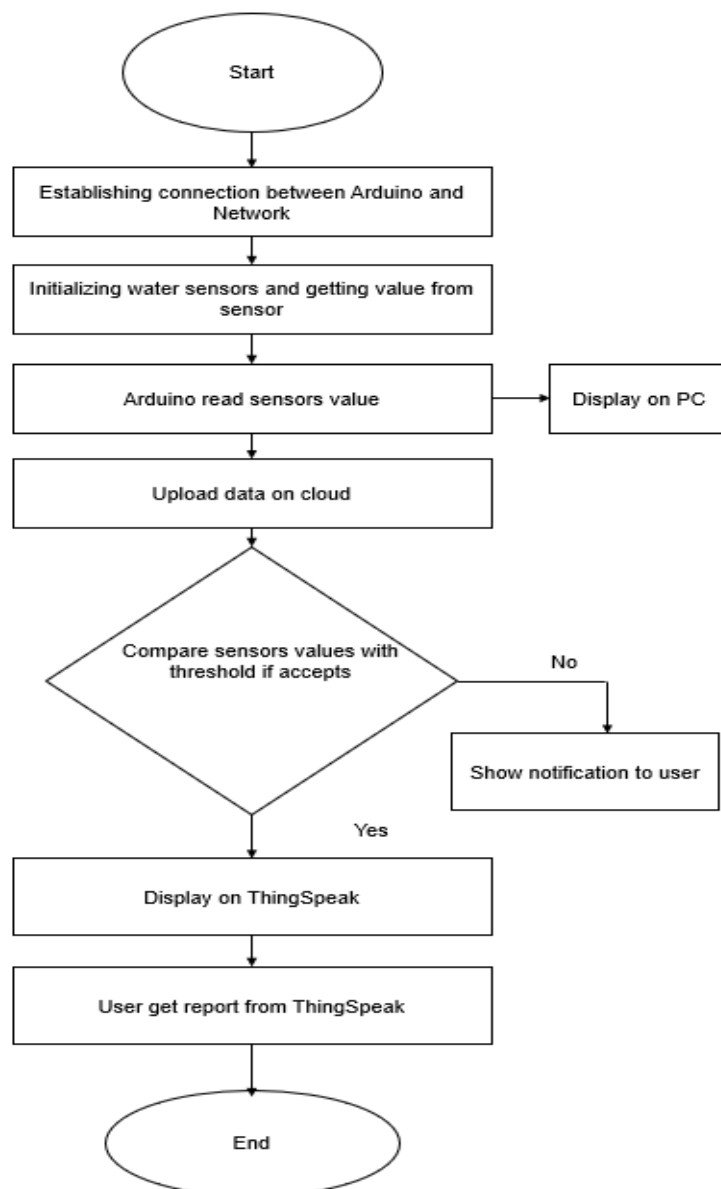 Start
Establishing connection between Arduino and
Network
Initializing water sensors and getting value from
sensor
Arduino read sensors value
Display on PC
Upload data on cloud
Compare sensors values with
threshold if accepts
No
Show notification to user
Yes
Display on ThingSpeak
User get report from ThingSpeak
End